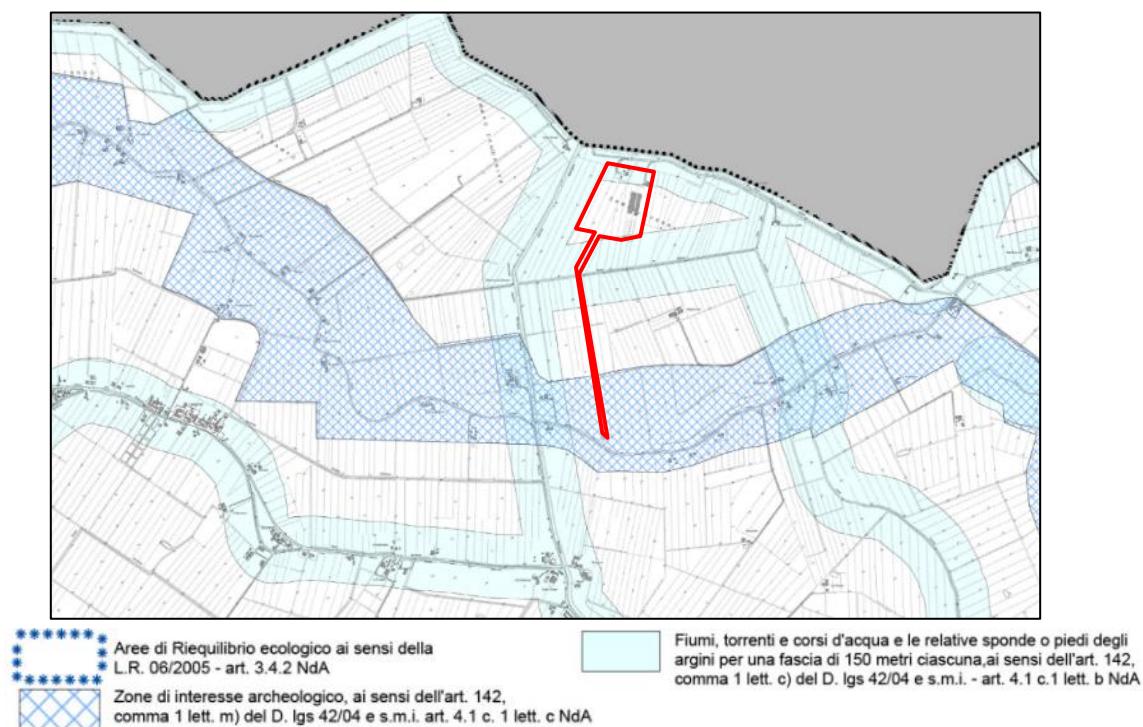 Aree di Riequilibrio ecologico ai sensi della
L.R. 06/2005 - art. 3.4.2 NdA
Zone di interesse archeologico, ai sensi dell'art. 142,
comma 1 lett. m) del D. lgs 42/04 e s.m.i. art. 4.1 c. 1 lett. c NdA
Fiumi, torrenti e corsi d'acqua e le relative sponde o piedi degli
argini per una fascia di 150 metri ciascuna,ai sensi dell'art. 142,
comma 1 lett. c) del D. lgs 42/04 e s.m.i. - art. 4.1 c.1 lett. b NdA